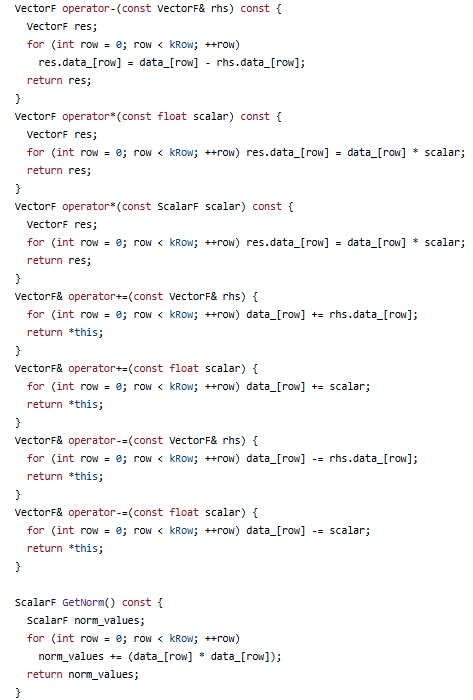 VectorF operator-(const VectorF& rhs) const {
VectorF res;
for (int row = 0; row < kRow; ++row)
res.data_[row] = data_[row] - rhs.data_[row];
return res;
}
VectorF operator*(const float scalar) const {
VectorF res;
for (int row = 0; row < kRow; ++row) res.data_[row] = data_[row] * scalar;
return res;
}
VectorF operator*(const ScalarF scalar) const {
VectorF res;
for (int row = 0; row < kRow; ++row) res.data_[row] = data_[row] * scalar;
return res;
}
VectorF& operator+=(const VectorF& rhs) {
for (int row = 0; row < kRow; ++row) data_[row] += rhs.data_[row];
return *this;
}
VectorF& operator+=(const float scalar) {
for (int row = 0; row < kRow; ++row) data_[row] += scalar;
return *this;
}
VectorF& operator-=(const VectorF& rhs) {
for (int row = 0; row < kRow; ++row) data_[row] -= rhs.data_[row];
return *this;
}
VectorF& operator-=(const float scalar) {
for (int row = 0; row < kRow; ++row) data_[row] -= scalar;
return *this;
}
ScalarF GetNorm() const {
ScalarF norm_values;
for (int row = 0; row < kRow; ++row)
norm_values += (data_[row] * data_[row]);
return norm_values;
}